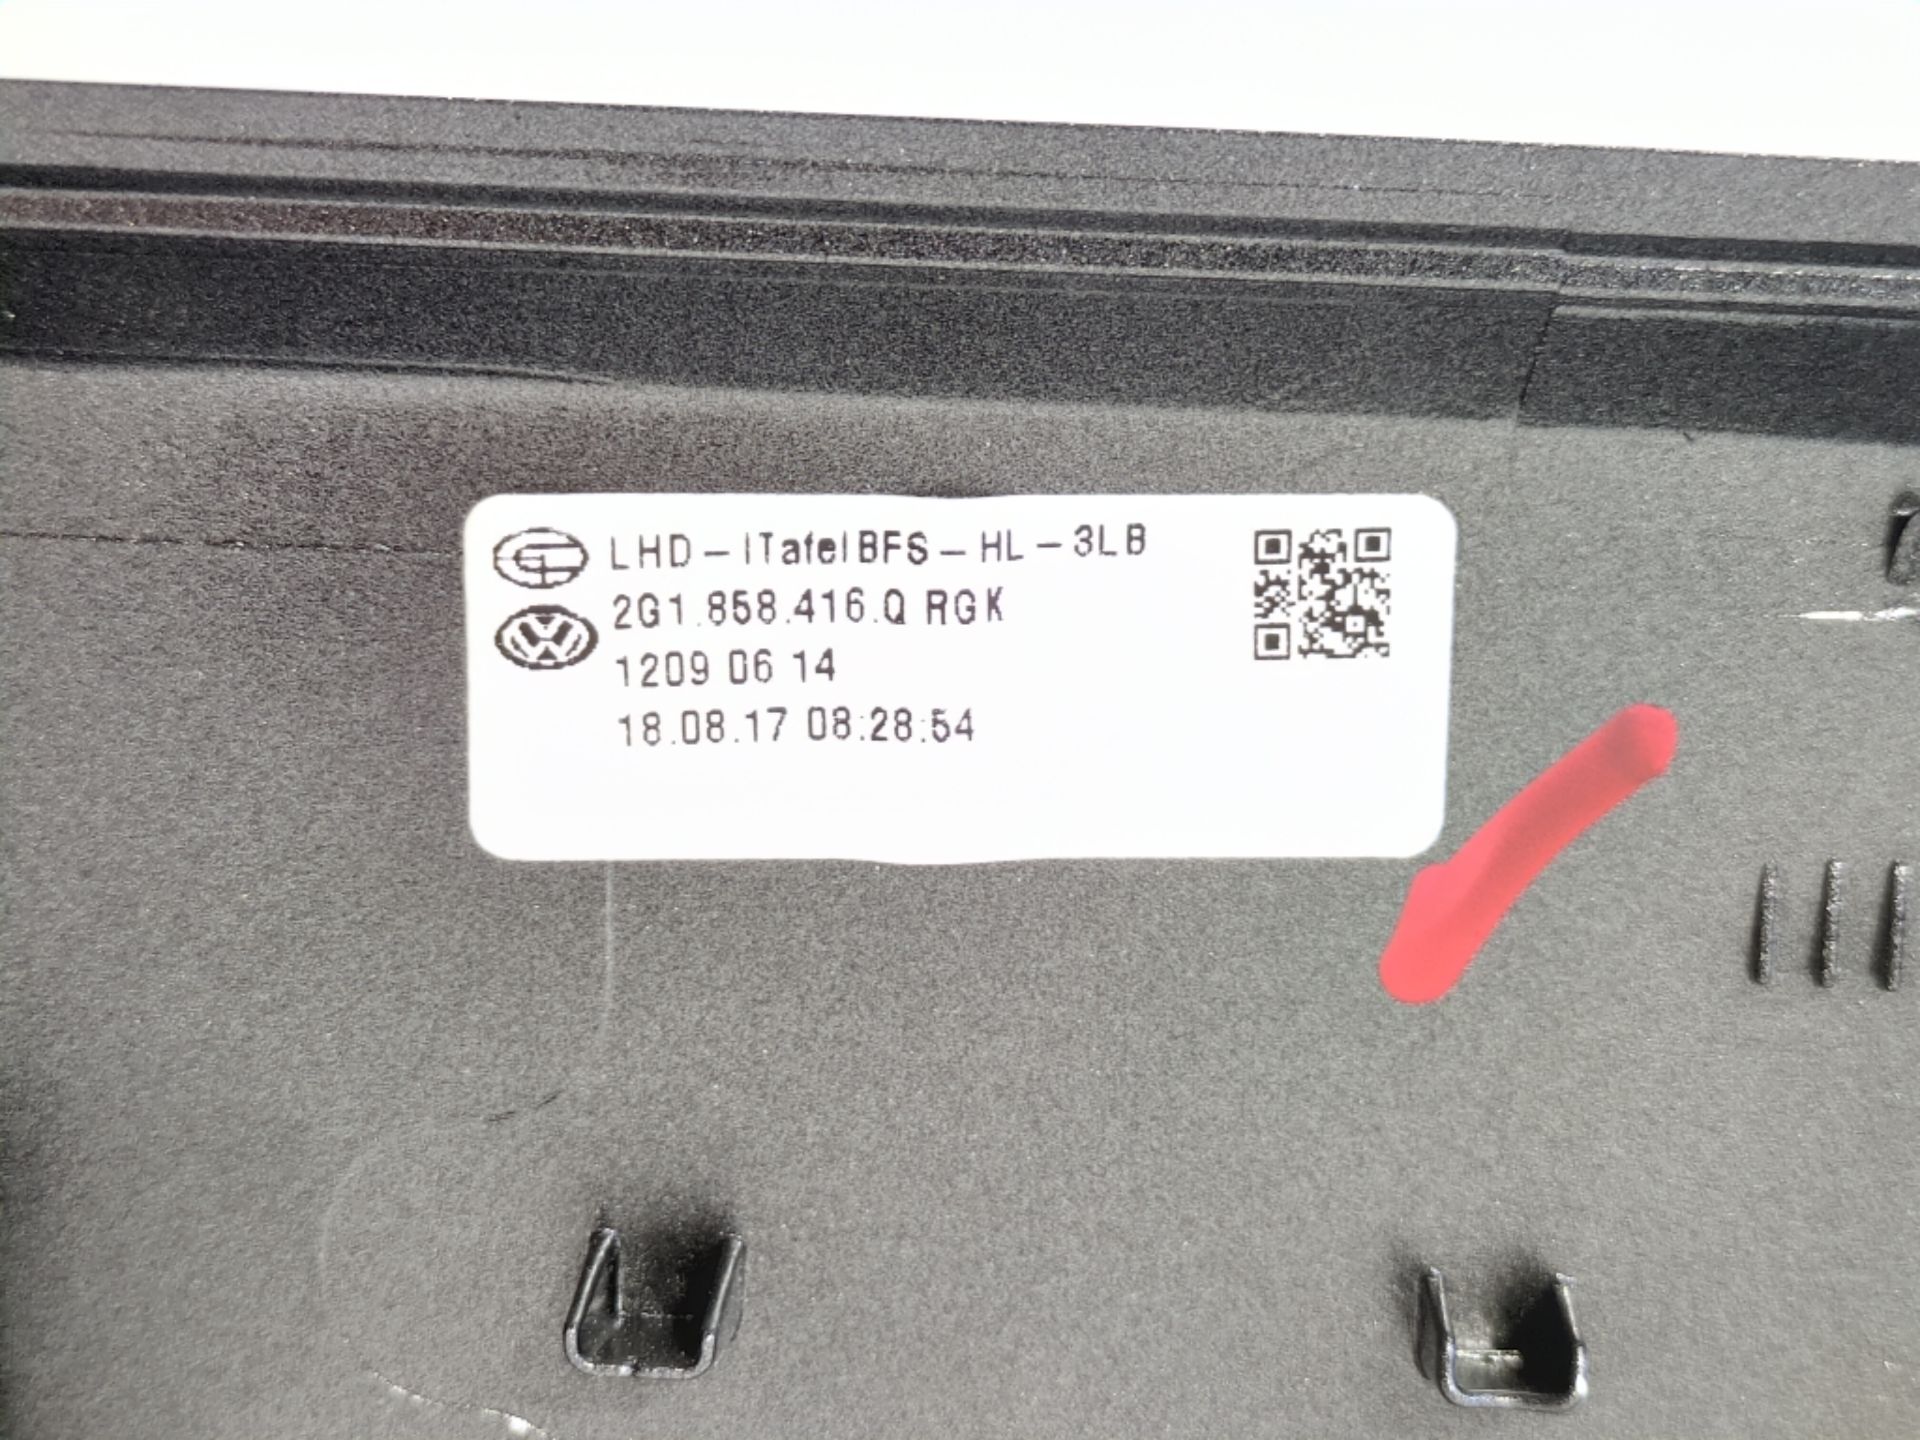 LHD - ITafelBFS - HL - 3LB
2G1.858.416.Q RGK
1209 06 14
18.08.17 08:28:54